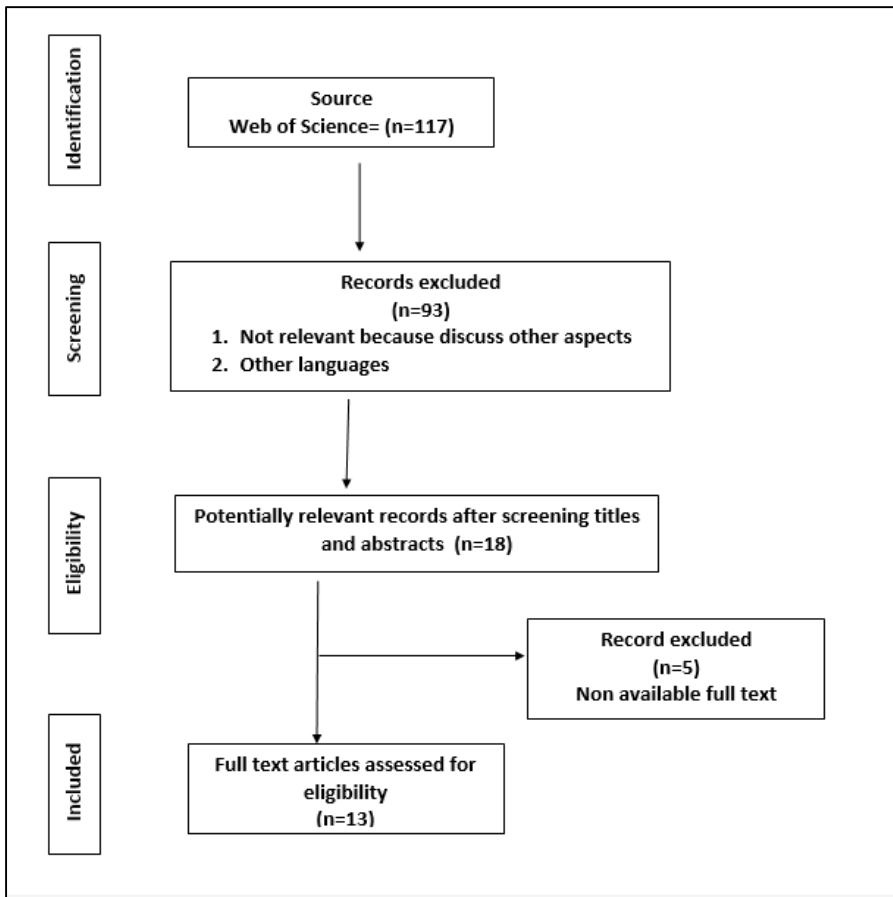 Identification
Source
Web of Science= (n=117)
Screening
Records excluded
(n=93)
1. Not relevant because discuss other aspects
2. Other languages
Eligibility
Potentially relevant records after screening titles
and abstracts (n=18)
Record excluded
(n=5)
Non available full text
Included
Full text articles assessed for
eligibility
(n=13)